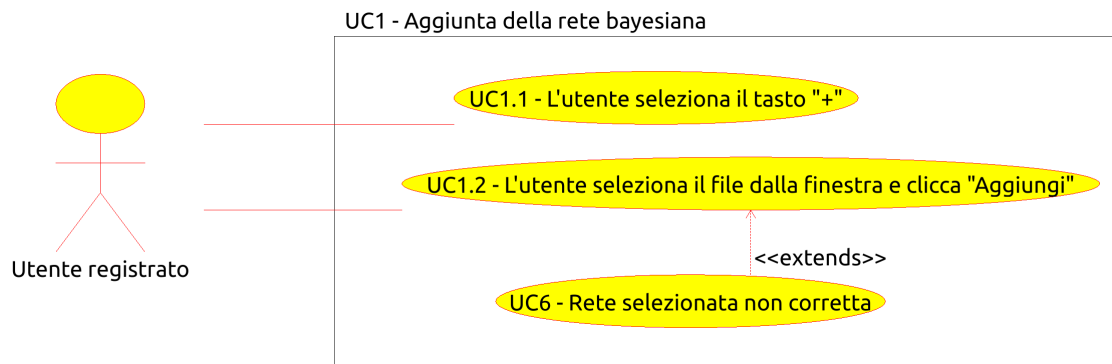 UC1 - Aggiunta della rete bayesiana
UC1.1 - L'utente seleziona il tasto "+"
UC1.2 - L'utente seleziona il file dalla finestra e clicca "Aggiungi"
<<extends>>
Utente registrato
UC6 - Rete selezionata non corretta